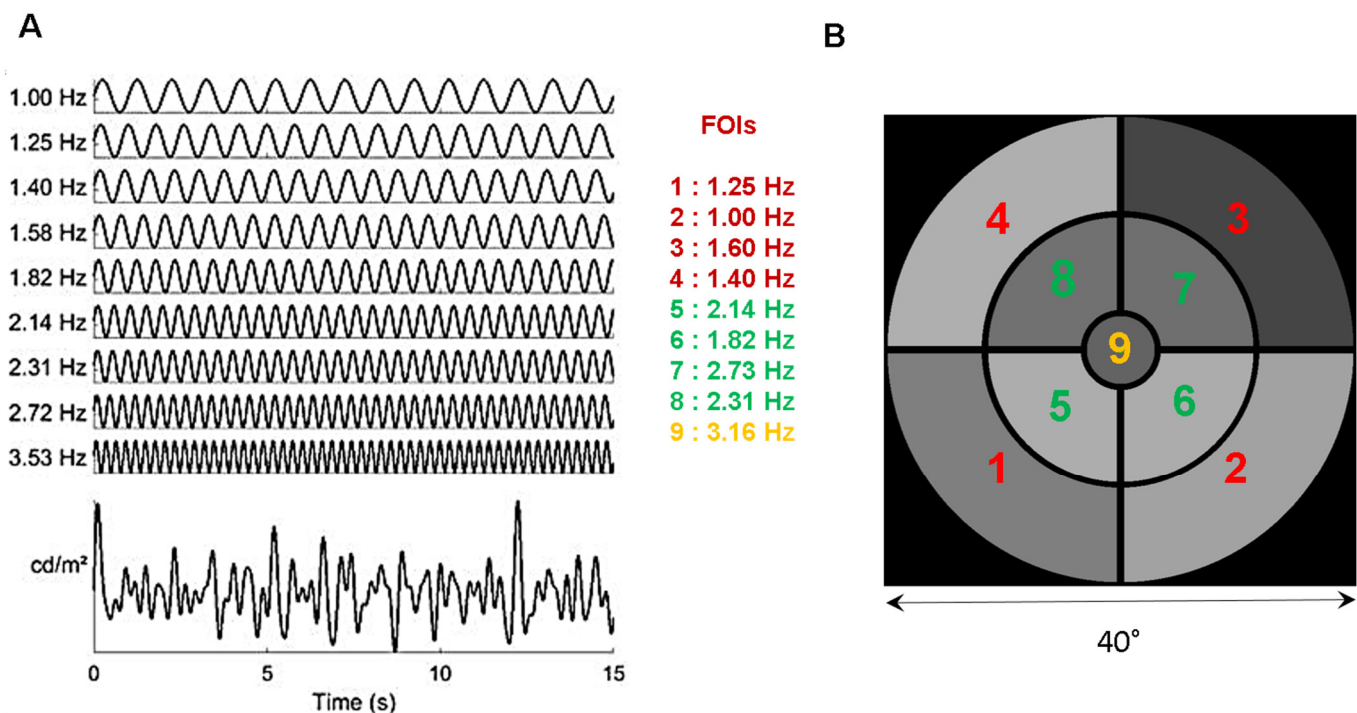 A
1.00 Hz
1.25 Hz
1.40 Hz
1.58 Hz
1.82 Hz
2.14 Hz
2.31 Hz
2.72 Hz
3.53 Hz
cd/m²
0 5 10 15
Time (s)
FOIs
1 : 1.25 Hz
2 : 1.00 Hz
3 : 1.60 Hz
4 : 1.40 Hz
5 : 2.14 Hz
6 : 1.82 Hz
7 : 2.73 Hz
8 : 2.31 Hz
9 : 3.16 Hz
B
4 3
8 7
9
5 6
1 2
40°